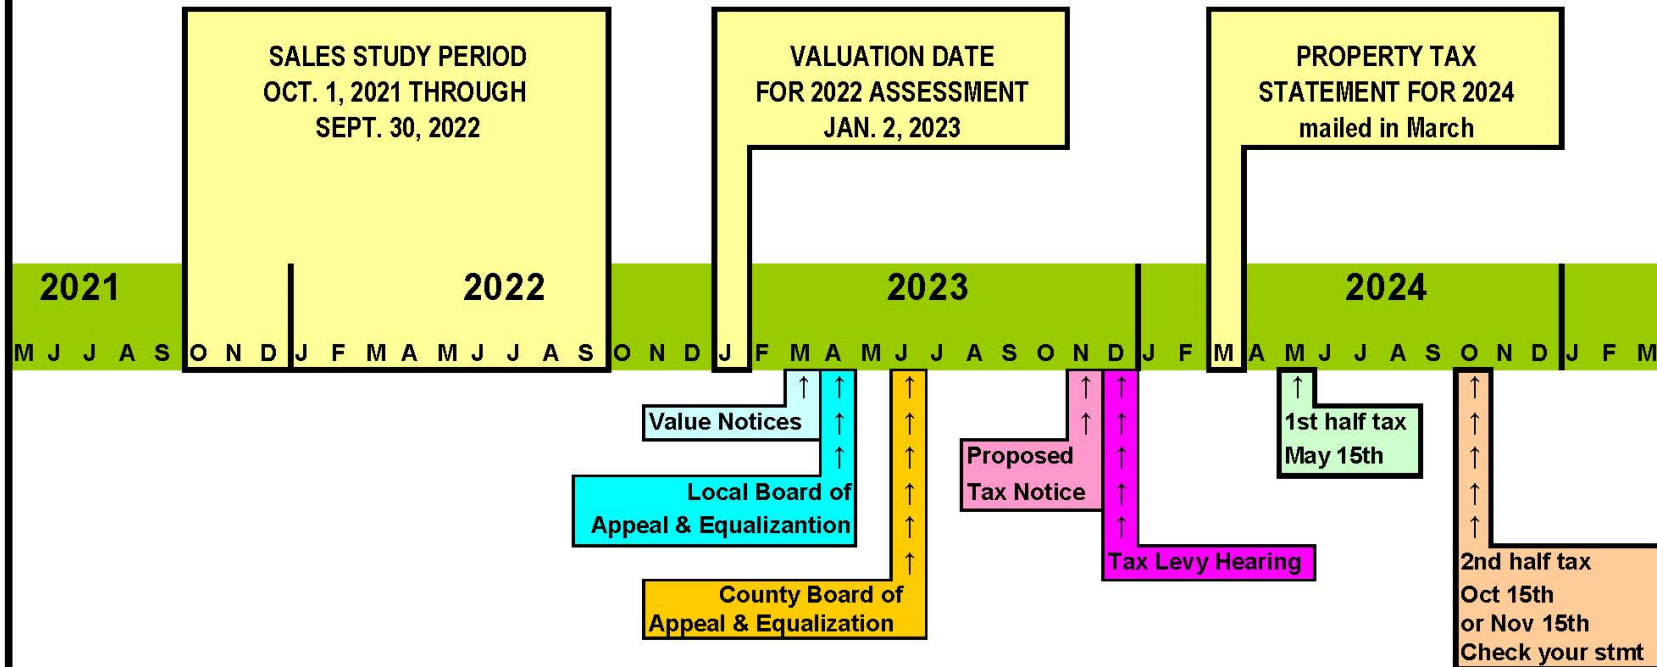 SALES STUDY PERIOD
OCT. 1, 2021 THROUGH
SEPT. 30, 2022
VALUATION DATE
FOR 2022 ASSESSMENT
JAN. 2, 2023
PROPERTY TAX
STATEMENT FOR 2024
mailed in March
2021 2022 2023 2024
M J J A S O N D J F M A M J J A S O N D J F M A M J J A S O N D J F M A M J J A S O N D J F M
Value Notices
Local Board of
Appeal & Equalizantion
County Board of
Appeal & Equalization
Proposed
Tax Notice
Tax Levy Hearing
1st half tax
May 15th
2nd half tax
Oct 15th
or Nov 15th
Check your stmt